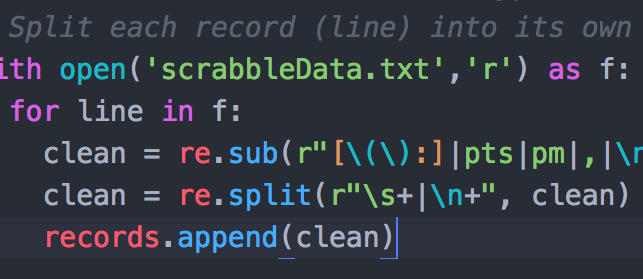 Split each record (line) into its own
ith open('scrabbleData.txt','r') as f:
for line in f:
clean = re.sub(r"[\(\):]|pts|pm|,|\n
clean = re.split(r"\s+|\n+", clean)
records.append(clean)